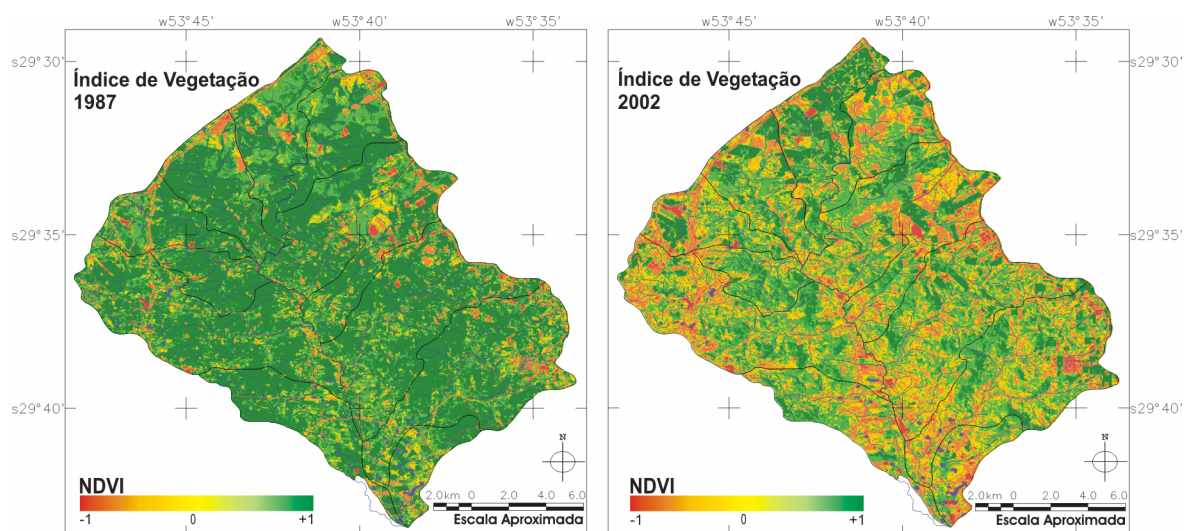 w53°45' w53°40' w53°35' w53°45' w53°40' w53°35'
s29°30' s29°30'
Índice de Vegetação
1987
Índice de Vegetação
2002
s29°35' s29°35'
s29°40' s29°40'
N N
NDVI
-1 0 +1
2.0km 0 2.0 4.0 6.0
Escala Aproximada
NDVI
-1 0 +1
2.0km 0 2.0 4.0 6.0
Escala Aproximada